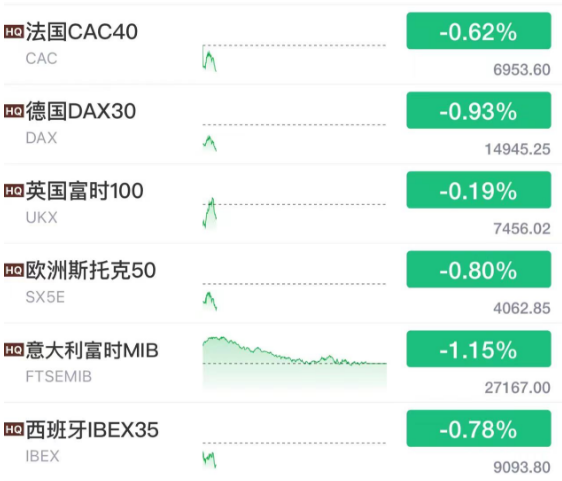 HQ 法国CAC40
-0.62%
CAC
6953.60
HQ 德国DAX30
-0.93%
DAX
14945.25
HQ 英国富时100
-0.19%
UKX
7456.02
HQ 欧洲斯托克50
-0.80%
SX5E
4062.85
HQ 意大利富时MIB
-1.15%
FTSEMIB
27167.00
HQ 西班牙IBEX35
-0.78%
IBEX
9093.80